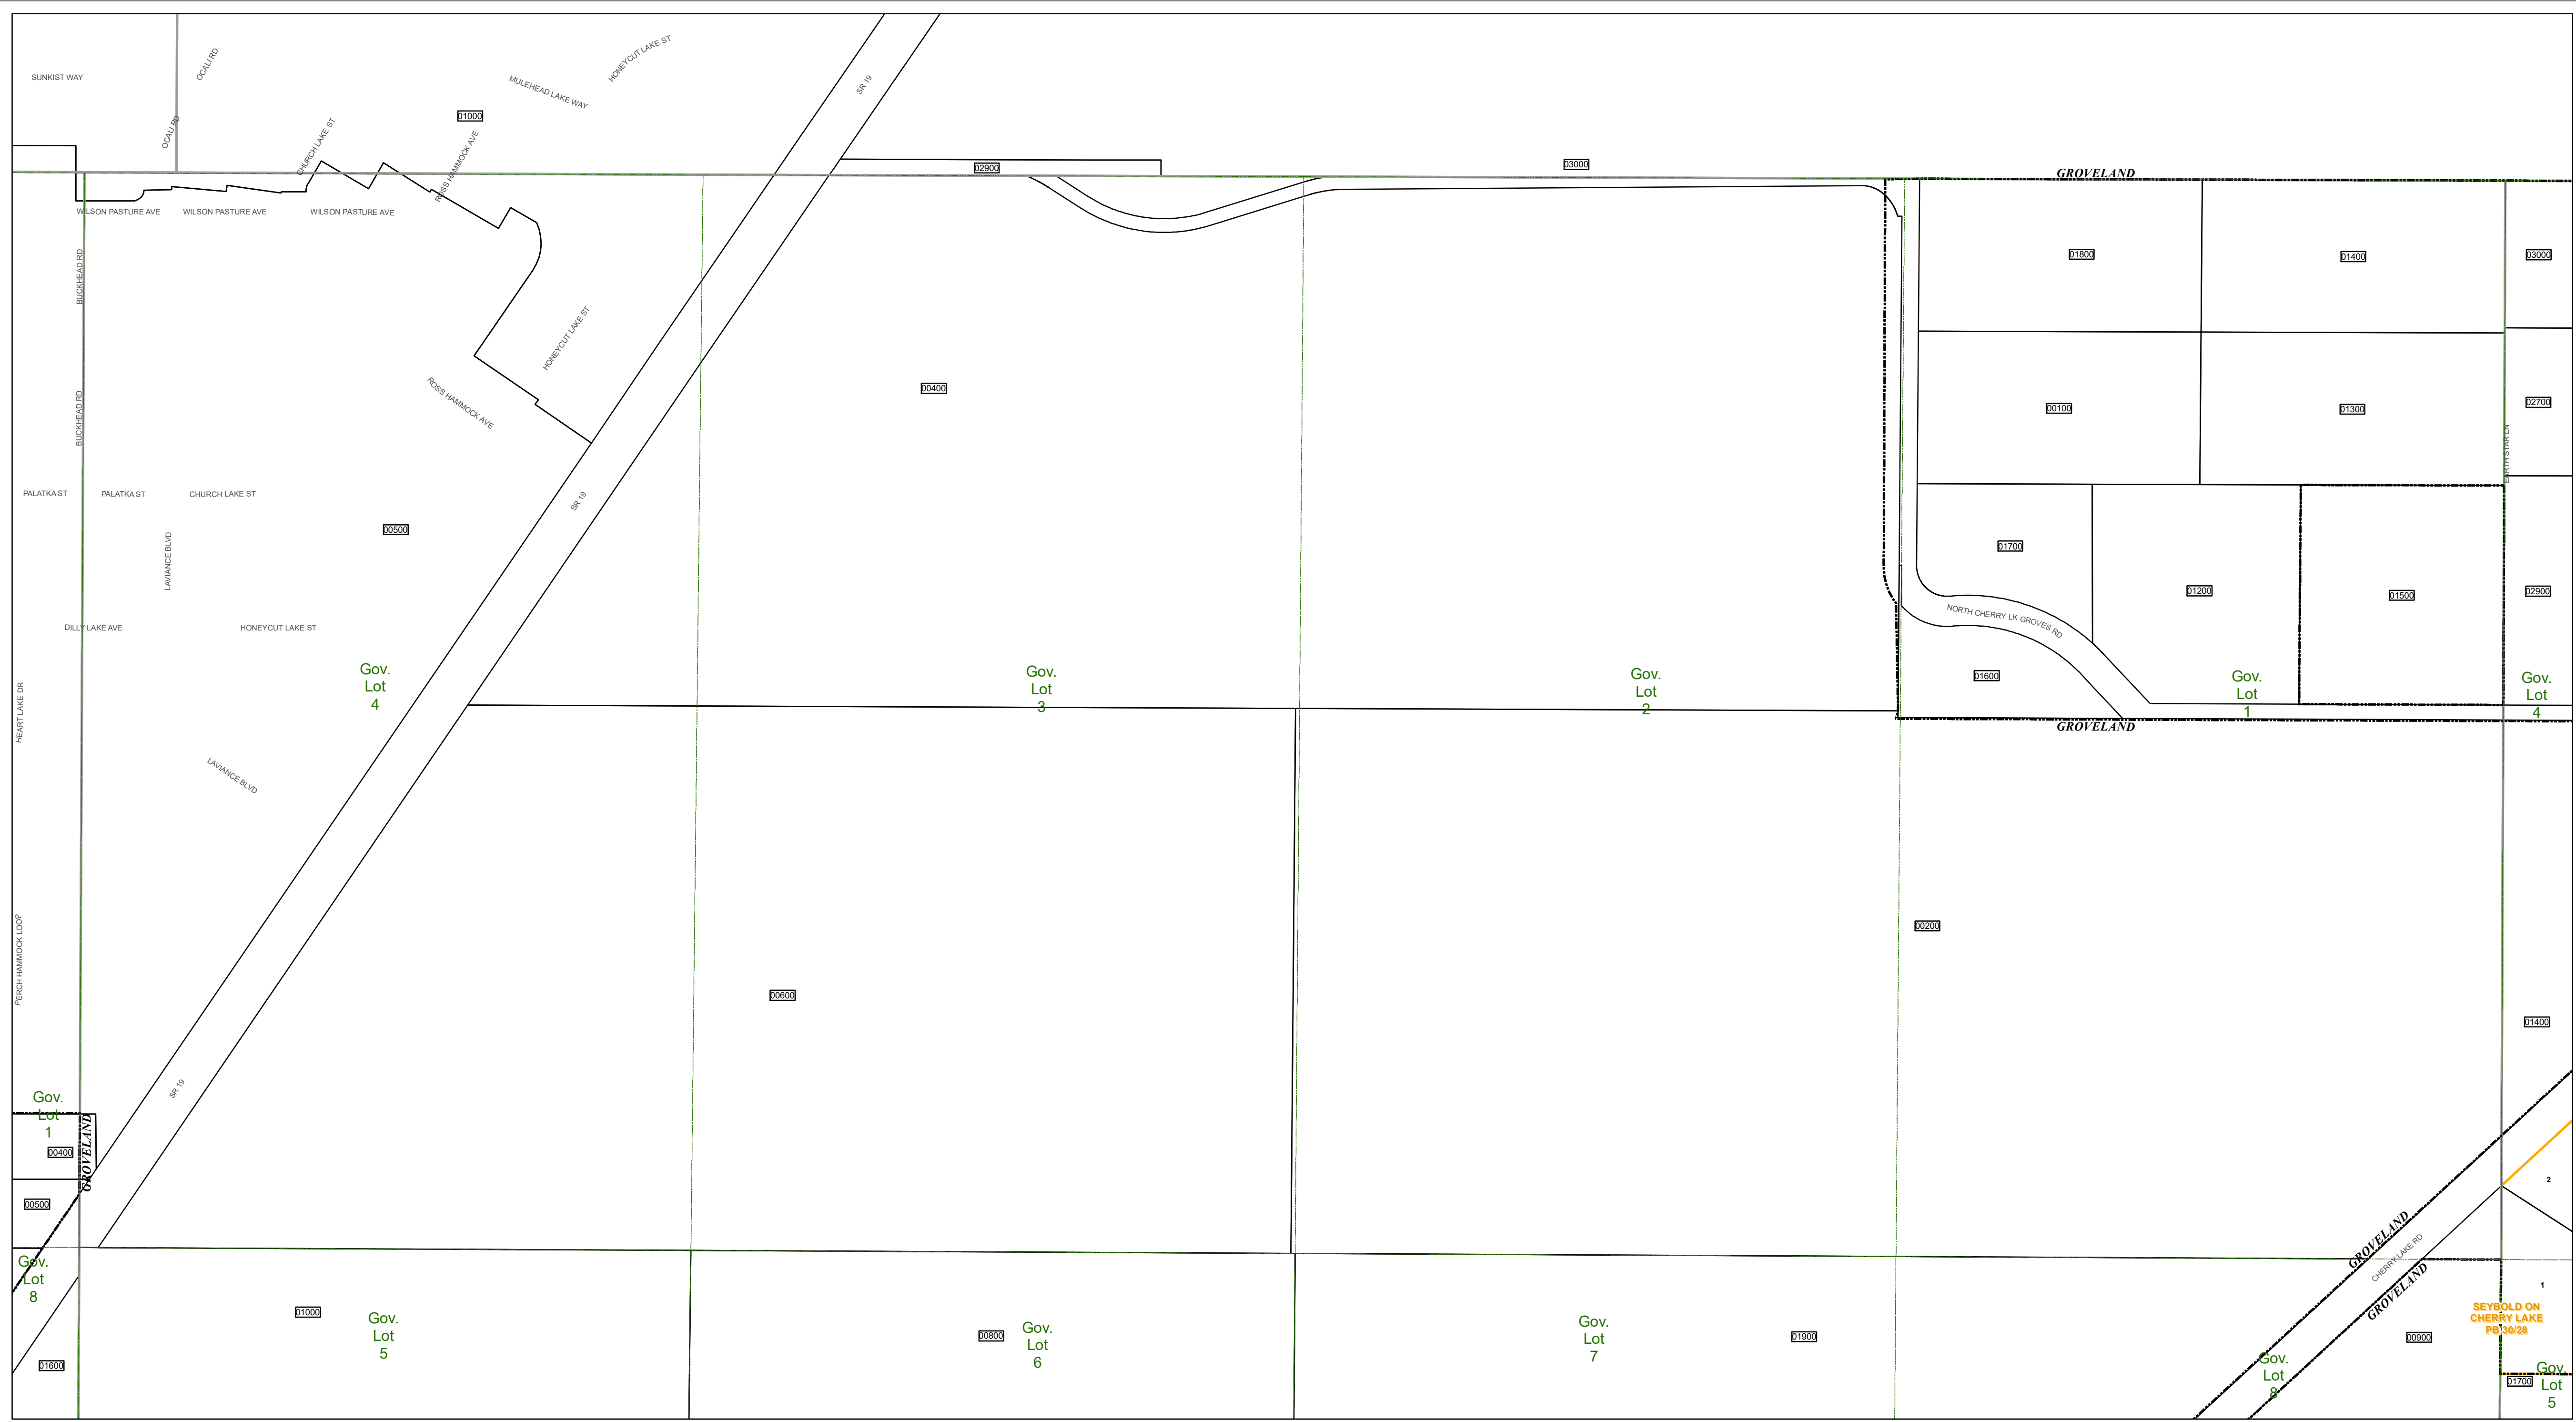 SUNKIST WAY
OCALI RD
MULEHEAD LAKE WAY
HONEYCUT LAKE ST
SR 19
01000
OCALI RD
CHURCH LAKE ST
ROSS HAMMOCK AVE
02900
03000
GROVELAND
WILSON PASTURE AVE
WILSON PASTURE AVE
WILSON PASTURE AVE
BUCKHEAD RD
01800
01400
03000
HONEYCUT LAKE ST
ROSS HAMMOCK AVE
BUCKHEAD RD
00400
00100
01300
02700
EARTH STAR LN
PALATKA ST
PALATKA ST
CHURCH LAKE ST
SR 19
00500
LAVIANCE BLVD
01700
01200
01500
02900
DILLY LAKE AVE
HONEYCUT LAKE ST
NORTH CHERRY LK GROVES RD
01600
Gov.
Lot
4
Gov.
Lot
3
Gov.
Lot
2
Gov.
Lot
1
Gov.
Lot
4
HEART LAKE DR
GROVELAND
LAVIANCE BLVD
PERCH HAMMOCK LOOP
00600
00200
01400
SR 19
Gov.
Lot
1
00400
GROVELAND
00500
2
GROVELAND
CHERRY LAKE RD
GROVELAND
Gov.
Lot
8
01000
Gov.
Lot
5
00800
Gov.
Lot
6
Gov.
Lot
7
01900
1
SEYBOLD ON
CHERRY LAKE
PB 30/28
00900
01600
Gov.
Lot
8
01700
Gov.
Lot
5